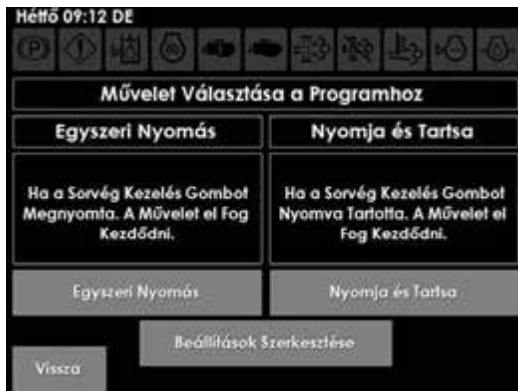 Hétfő 09:12 DE
Művelet Választása a Programhoz
Egyszeri Nyomás
Nyomja és Tartsa
Ha a Sorvég Kezelés Gombot
Megnyomta. A Művelet el Fog
Kezdődni.
Ha a Sorvég Kezelés Gombot
Nyomva Tartotta. A Művelet el
Fog Kezdődni.
Egyszeri Nyomás
Nyomja és Tartsa
Beállítások Szerkesztése
Vissza